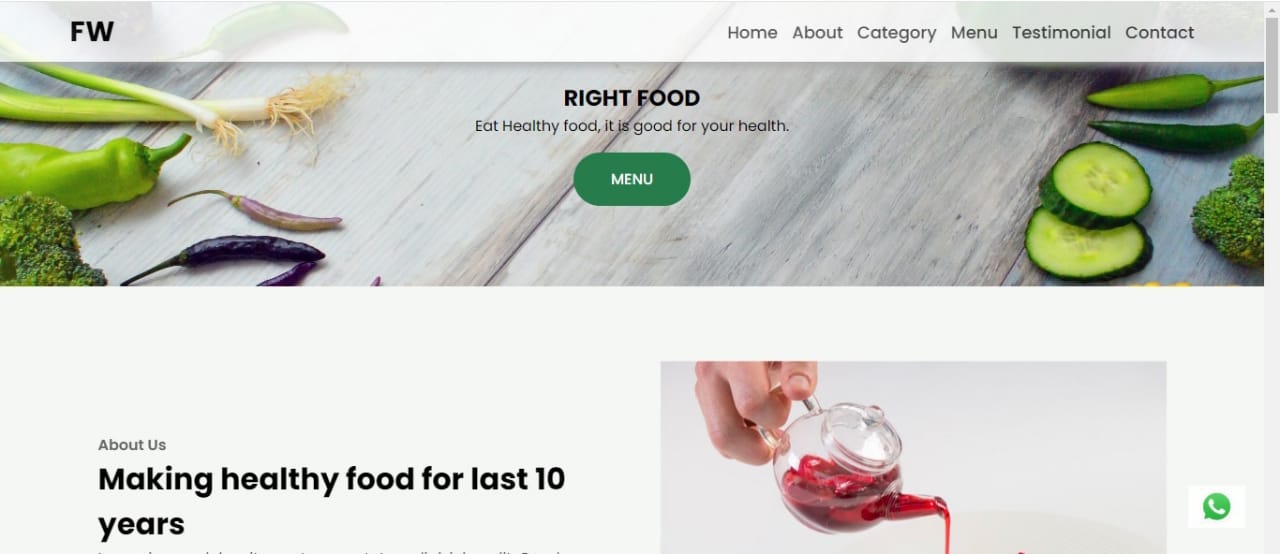 FW
Home About Category Menu Testimonial Contact
RIGHT FOOD
Eat Healthy food, it is good for your health.
MENU
About Us
Making healthy food for last 10
years